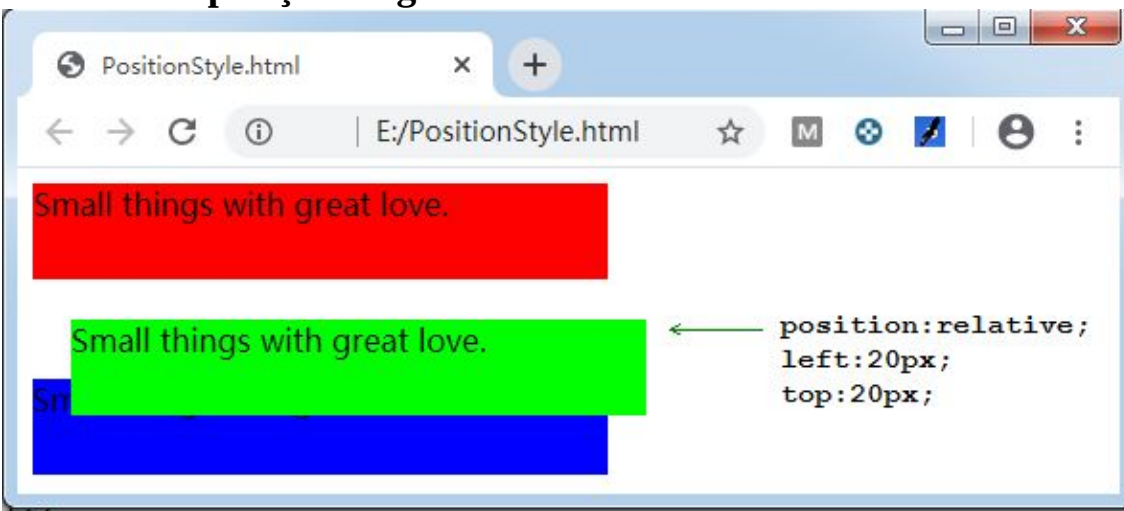 PositionStyle.html
E:/PositionStyle.html
M
Small things with great love.
Small things with great love.
position:relative;
left:20px;
top:20px;
Sm